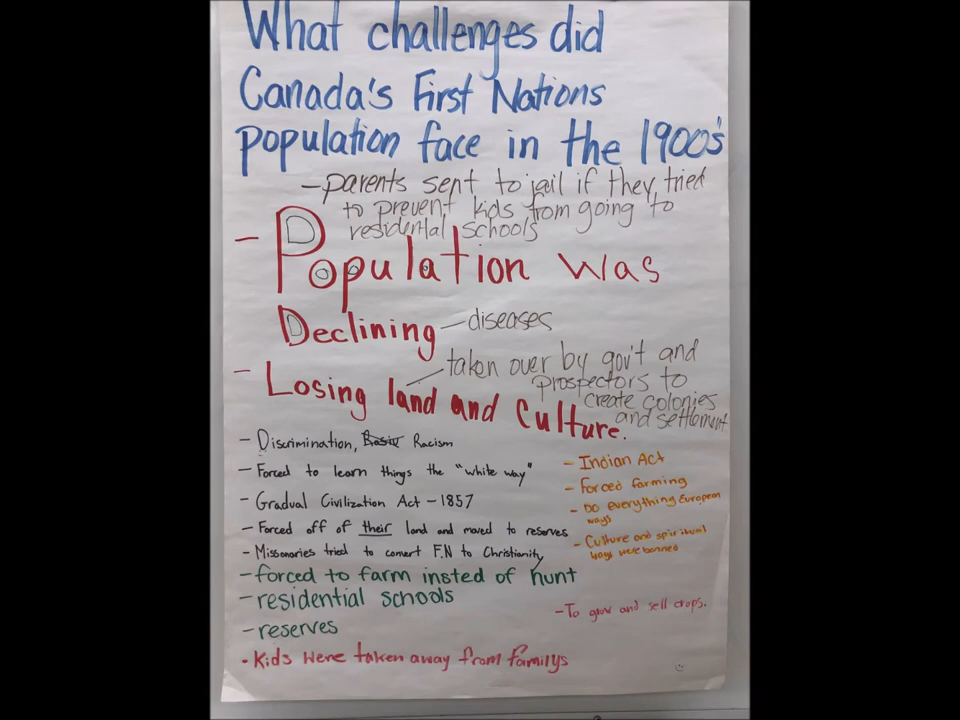 What challenges did
Canada's First Nations
population face in the 1900's
- parents sent to jail if they tried
to prevent kids from going to
residential schools
- Population was
Declining - diseases
- Losing land and Culture.
taken over by gov't and
prospectors to
create colonies
and settlement
- Discrimination, Racism
- Forced to learn things the "white way"
- Gradual Civilization Act - 1857
- Forced off of their land and moved to reserves
- Missonaries tried to convert F.N to Christianity
- forced to farm insted of hunt
- residential schools
- reserves
• Kids were taken away from familys
- Indian Act
- Forced farming
- Do everything European
ways
- Culture and spiritual
ways were banned
- To grow and sell crops.